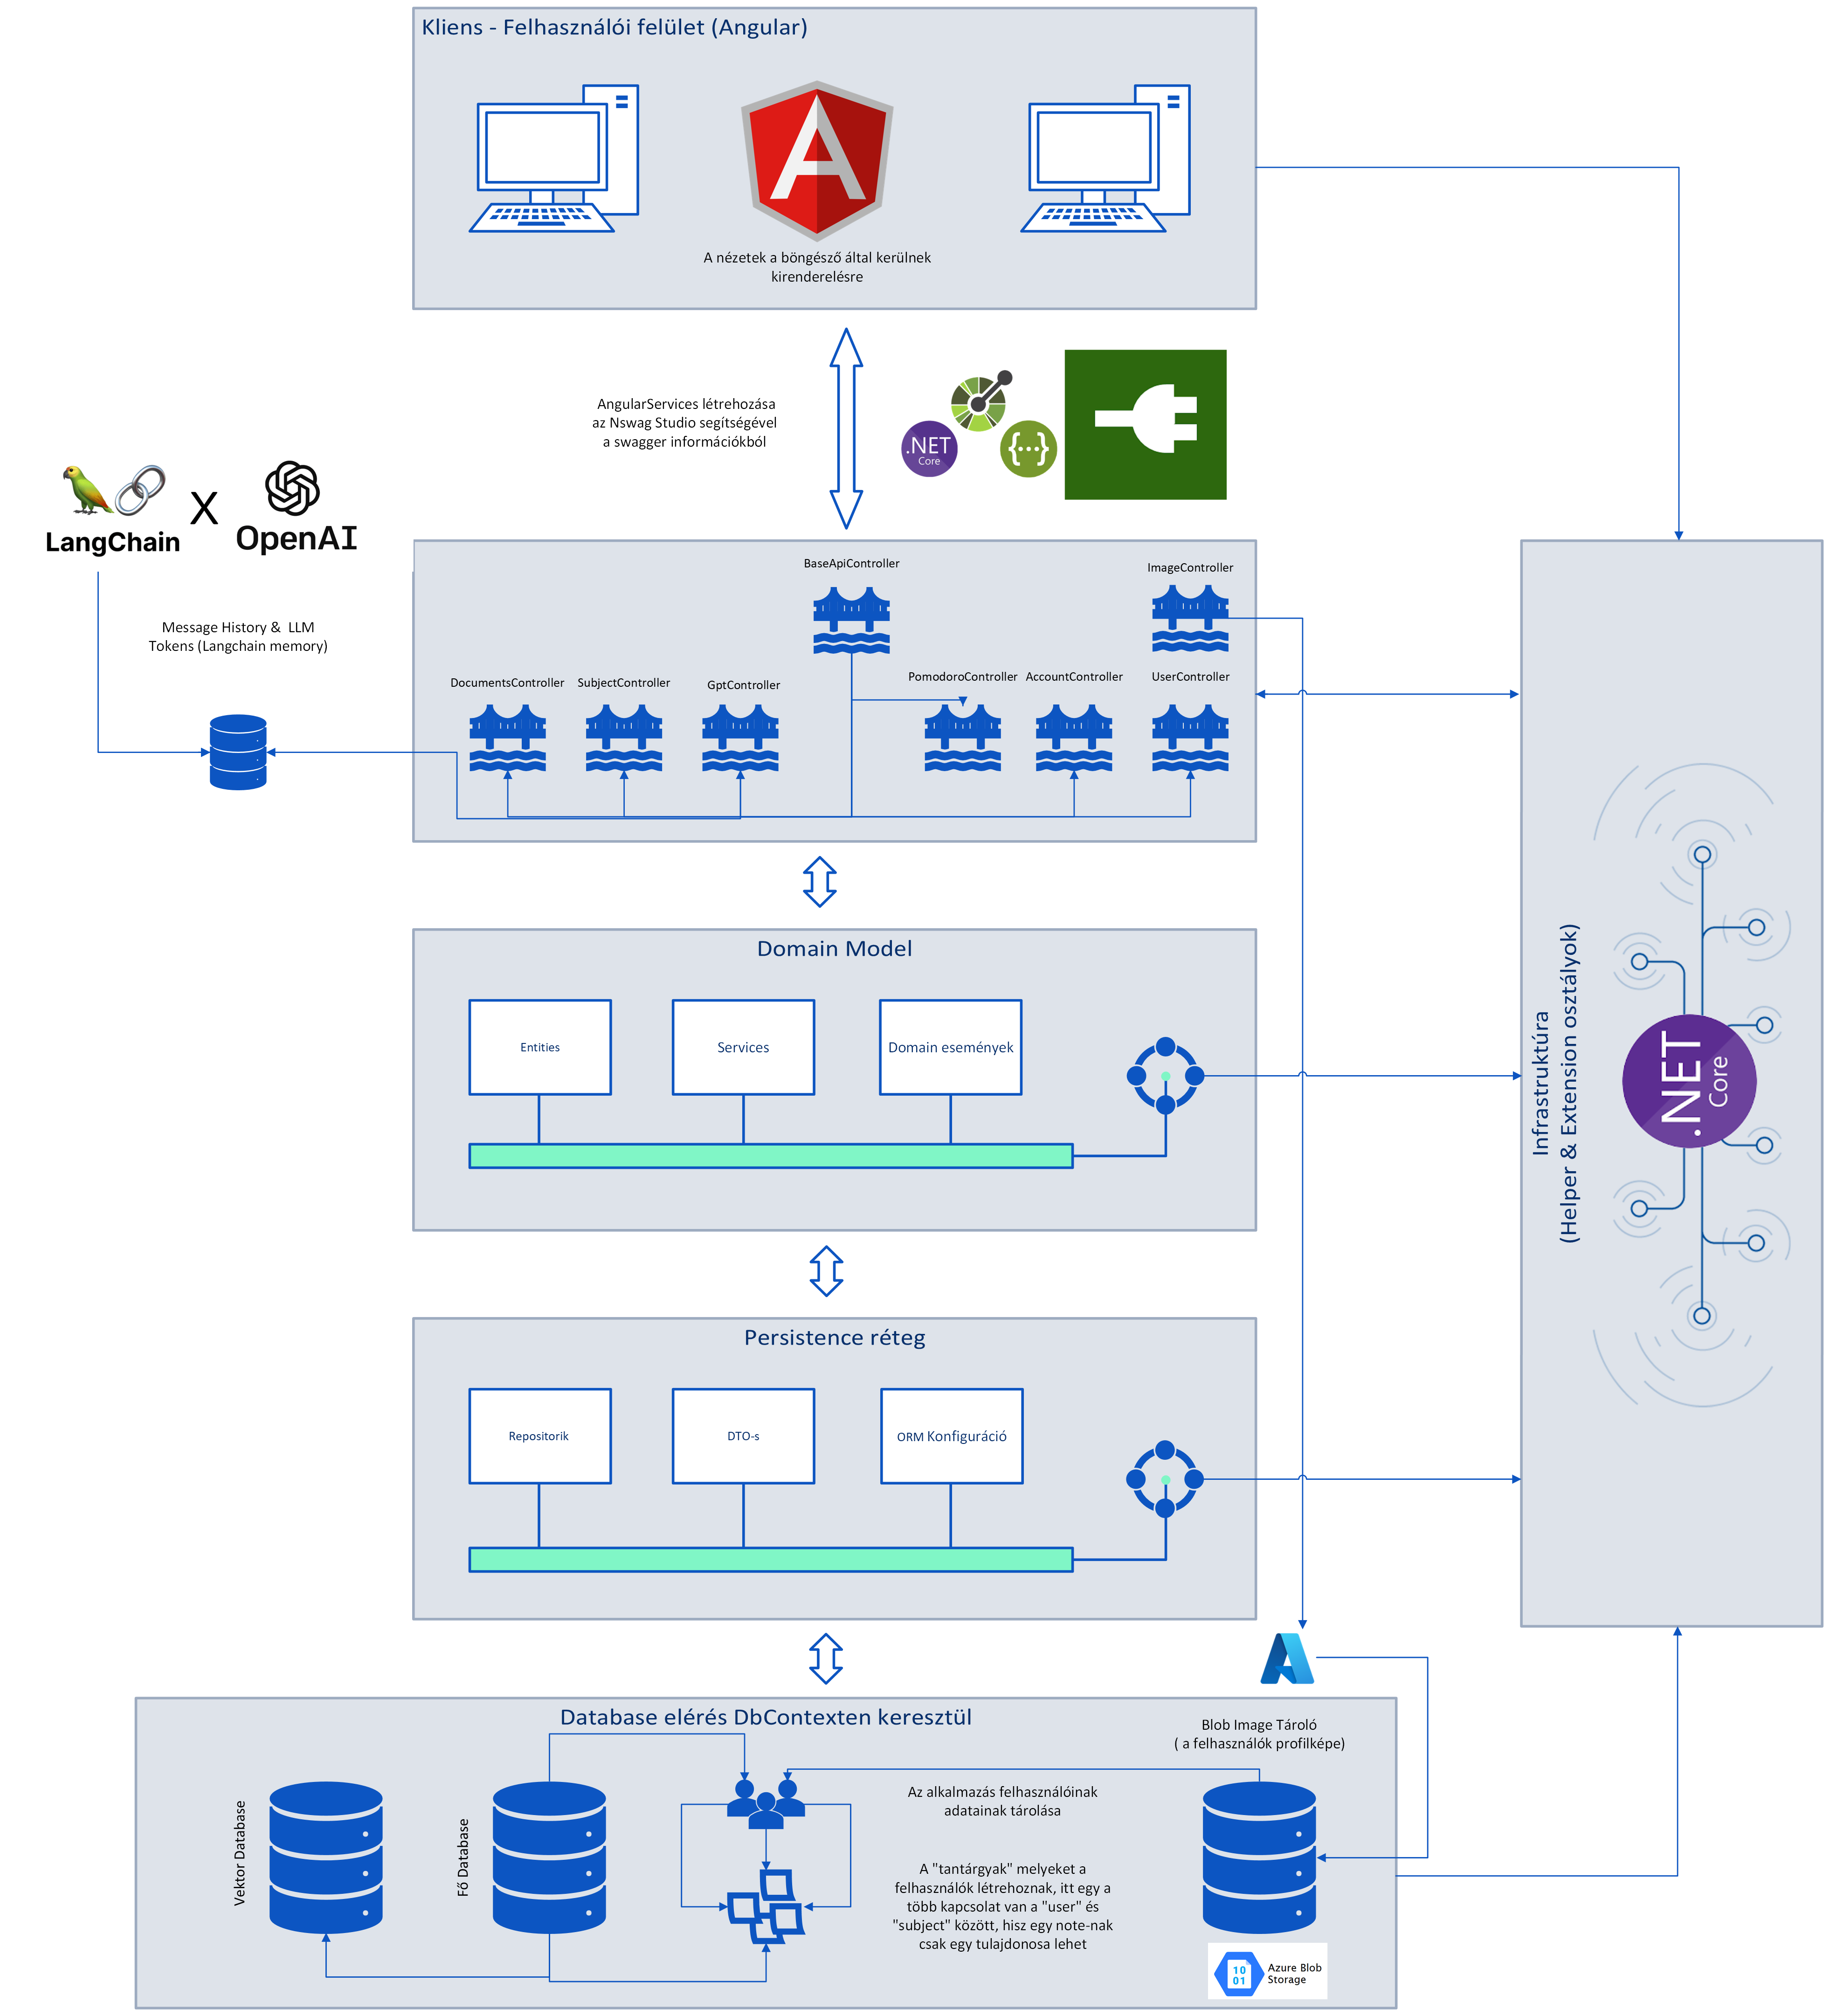 Kliens - Felhasználói felület (Angular)
A nézetek a böngésző által kerülnek
kirenderelésre
AngularServices létrehozása
az Nswag Studio segítségével
a swagger információkból
.NET
Core
{...}
LangChain
X
OpenAI
Message History & LLM
Tokens (Langchain memory)
BaseApiController
ImageController
DocumentsController
SubjectController
GptController
PomodoroController
AccountController
UserController
Domain Model
Entities
Services
Domain események
Infrastruktúra
(Helper & Extension osztályok)
.NET
Core
Persistence réteg
Repositorik
DTO-s
ORM Konfiguráció
Database elérés DbContexten keresztül
Vektor Database
Fő Database
Az alkalmazás felhasználóinak
adatainak tárolása
A "tantárgyak" melyeket a
felhasználók létrehoznak, itt egy a
több kapcsolat van a "user" és
"subject" között, hisz egy note-nak
csak egy tulajdonosa lehet
Blob Image Tároló
( a felhasználók profilképe)
10
01
Azure Blob
Storage